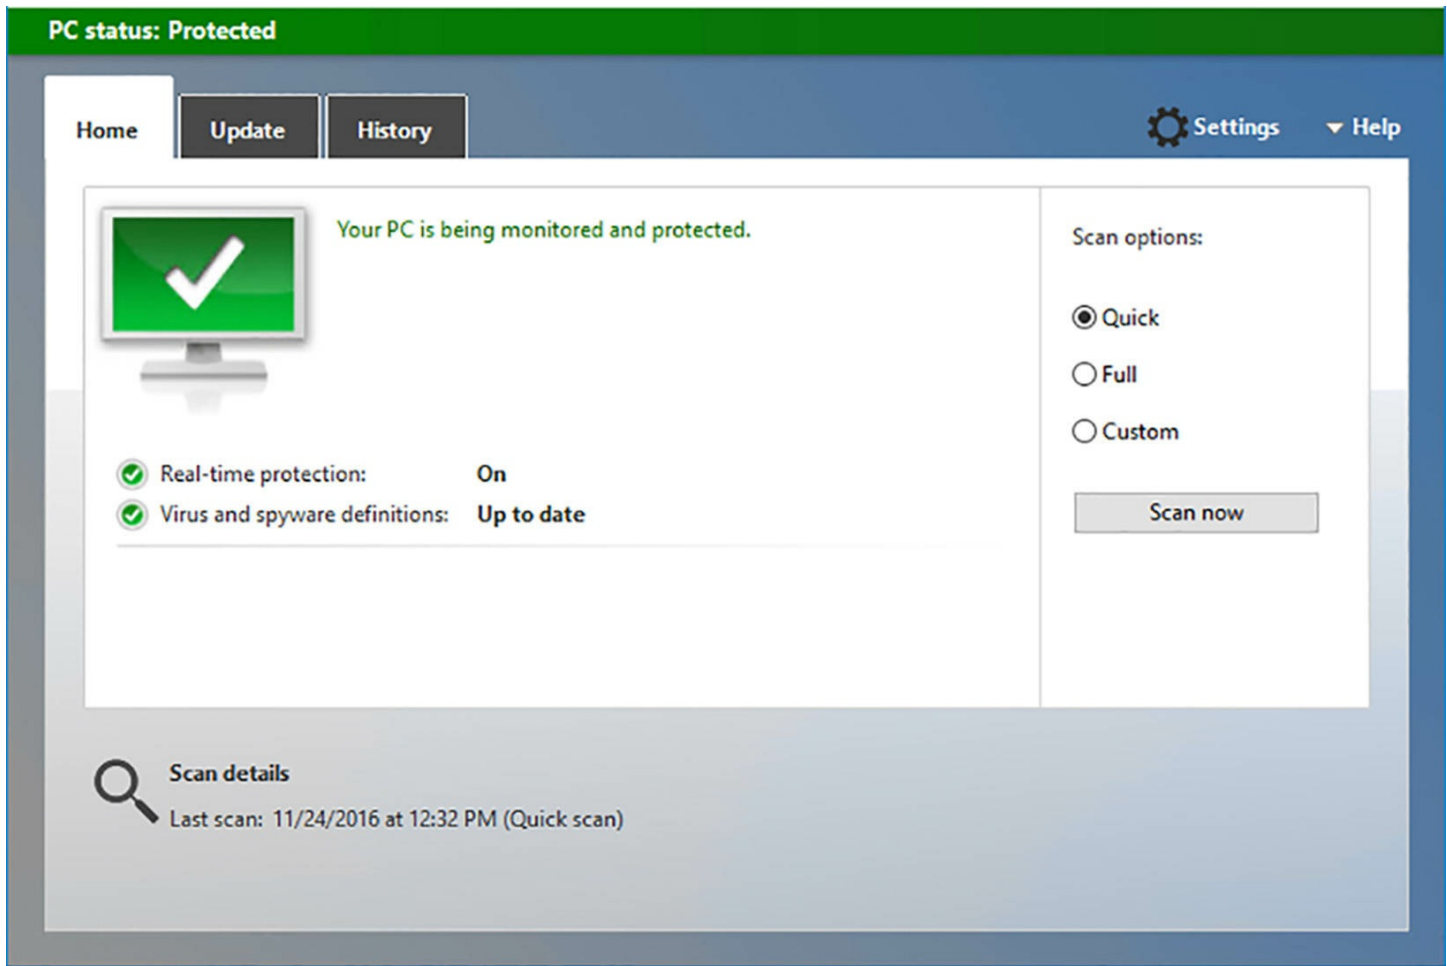 PC status: Protected
Home
Update
History
Settings
Help
Your PC is being monitored and protected.
Scan options:
Quick
Full
Custom
Real-time protection: On
Virus and spyware definitions: Up to date
Scan now
Scan details
Last scan: 11/24/2016 at 12:32 PM (Quick scan)